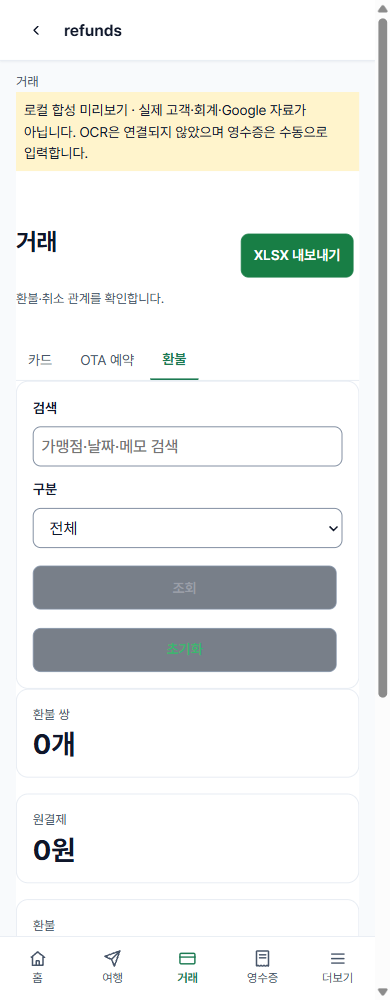 refunds
거래
로컬 합성 미리보기 · 실제 고객·회계·Google 자료가
아닙니다. OCR은 연결되지 않았으며 영수증은 수동으로
입력합니다.
거래
XLSX 내보내기
환불·취소 관계를 확인합니다.
카드
OTA 예약
환불
검색
가맹점·날짜·메모 검색
구분
전체
조회
초기화
환불 쌍
0개
원결제
0원
환불
홈
여행
거래
영수증
더보기